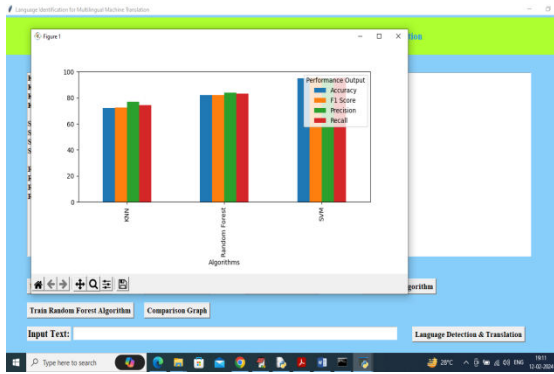 Language Identification for Multilingual Machine Translation
Figure 1
tion
100
80
60
40
20
0
Performance Output
Accuracy
F1 Score
Precision
Recall
KNN
Random Forest
SVM
Algorithms
gorithm
Train Random Forest Algorithm
Comparison Graph
Input Text:
Language Detection & Translation
Type here to search
28°C
ENG
19:11
12-02-2024